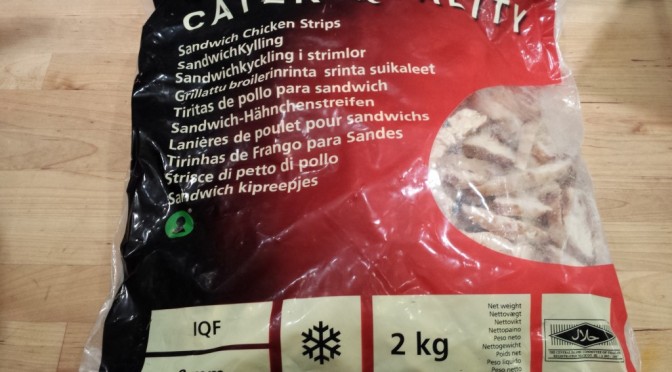 Sandwich Chicken Strips
SandwichKylling
Sandwichkyckling i strimlor
Grillattu broilerinrinta srinta suikaleet
Tiritas de pollo para sandwich
Sandwich-Hähnchenstreifen
Lanières de poulet pour sandwichs
Tirinhas de Frango para Sandes
Strisce di petto di pollo
Sandwich kipreepjes
IQF
2 kg
Net weight
Nettovægt
Nettovikt
Nettopaino
Peso neto
Nettogewicht
Poids net
Peso líquido
Peso netto
حلال